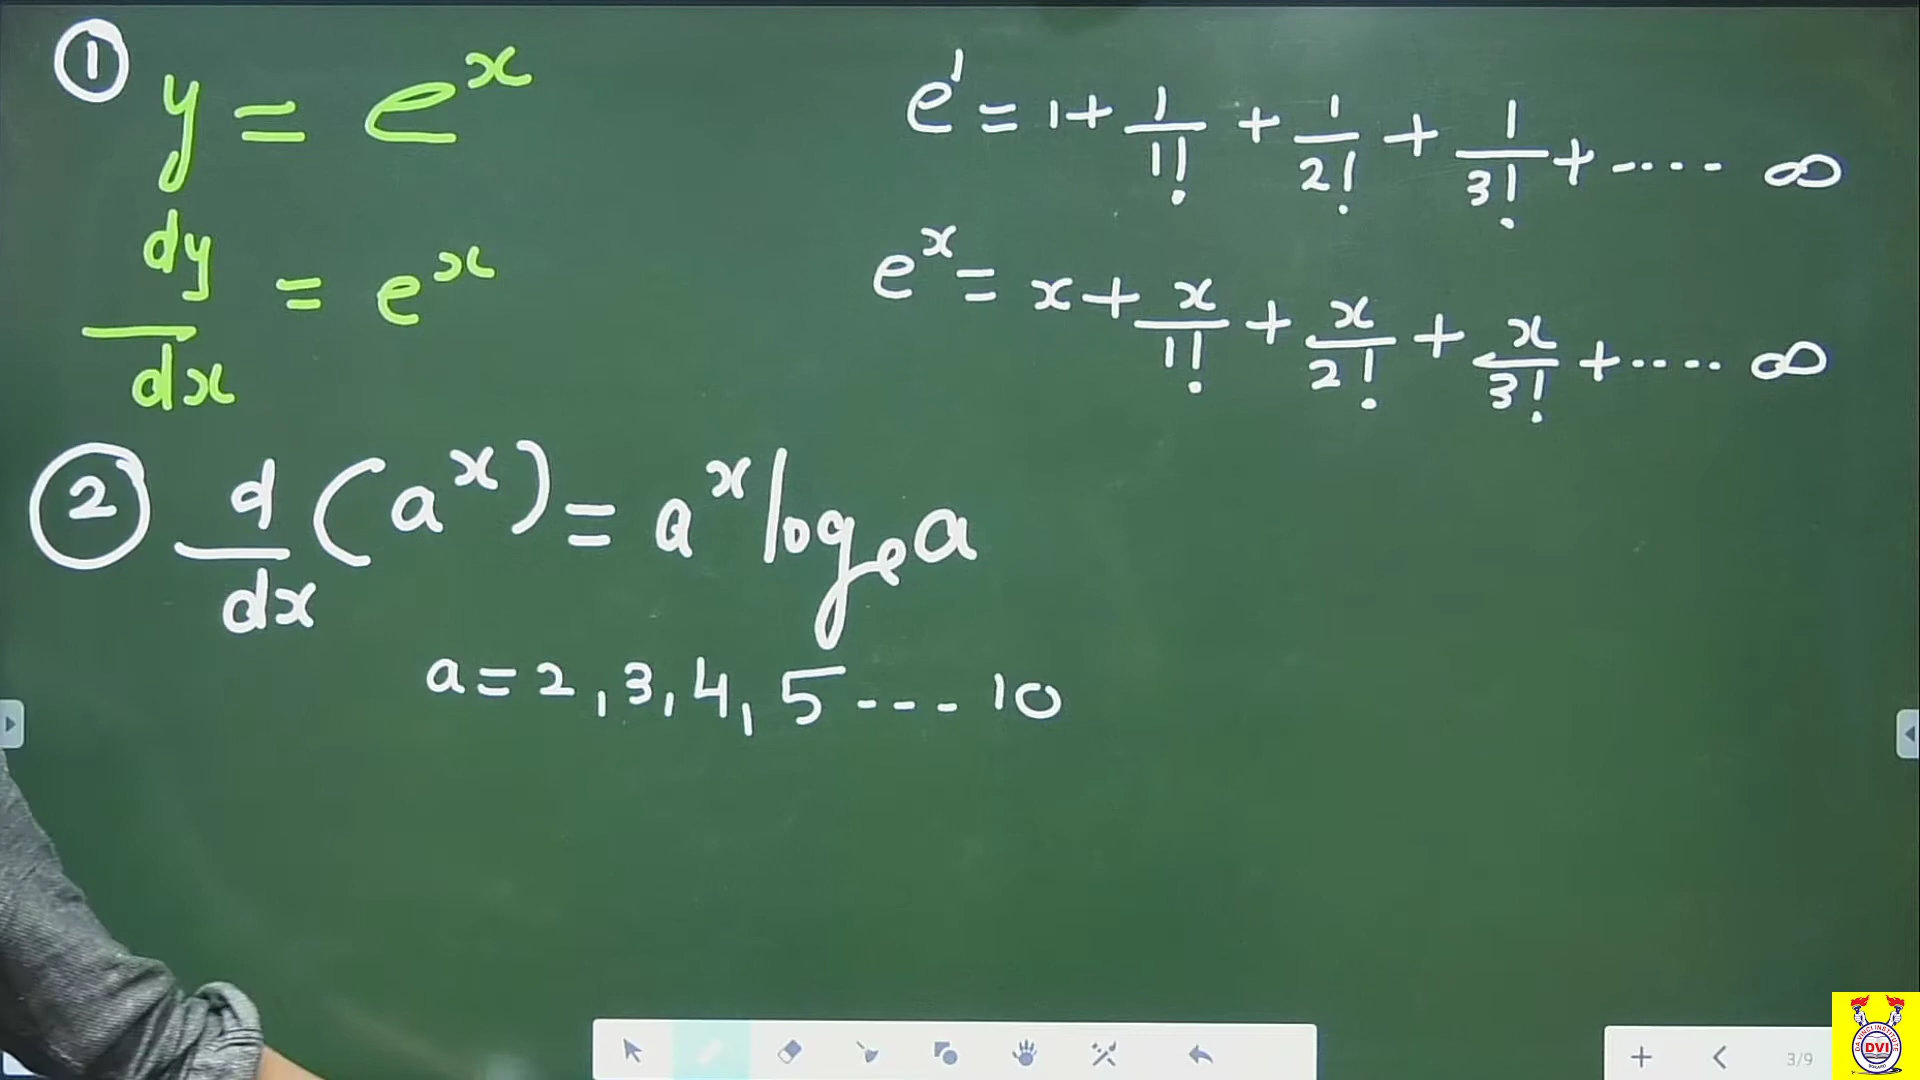 ① y = e^x
dy/dx = e^x
e^1 = 1 + 1/1! + 1/2! + 1/3! + ---- ∞
e^x = x + x/1! + x/2! + x/3! + ---- ∞
② d/dx (a^x) = a^x log_e a
a = 2, 3, 4, 5 --- 10
3/9
DVI